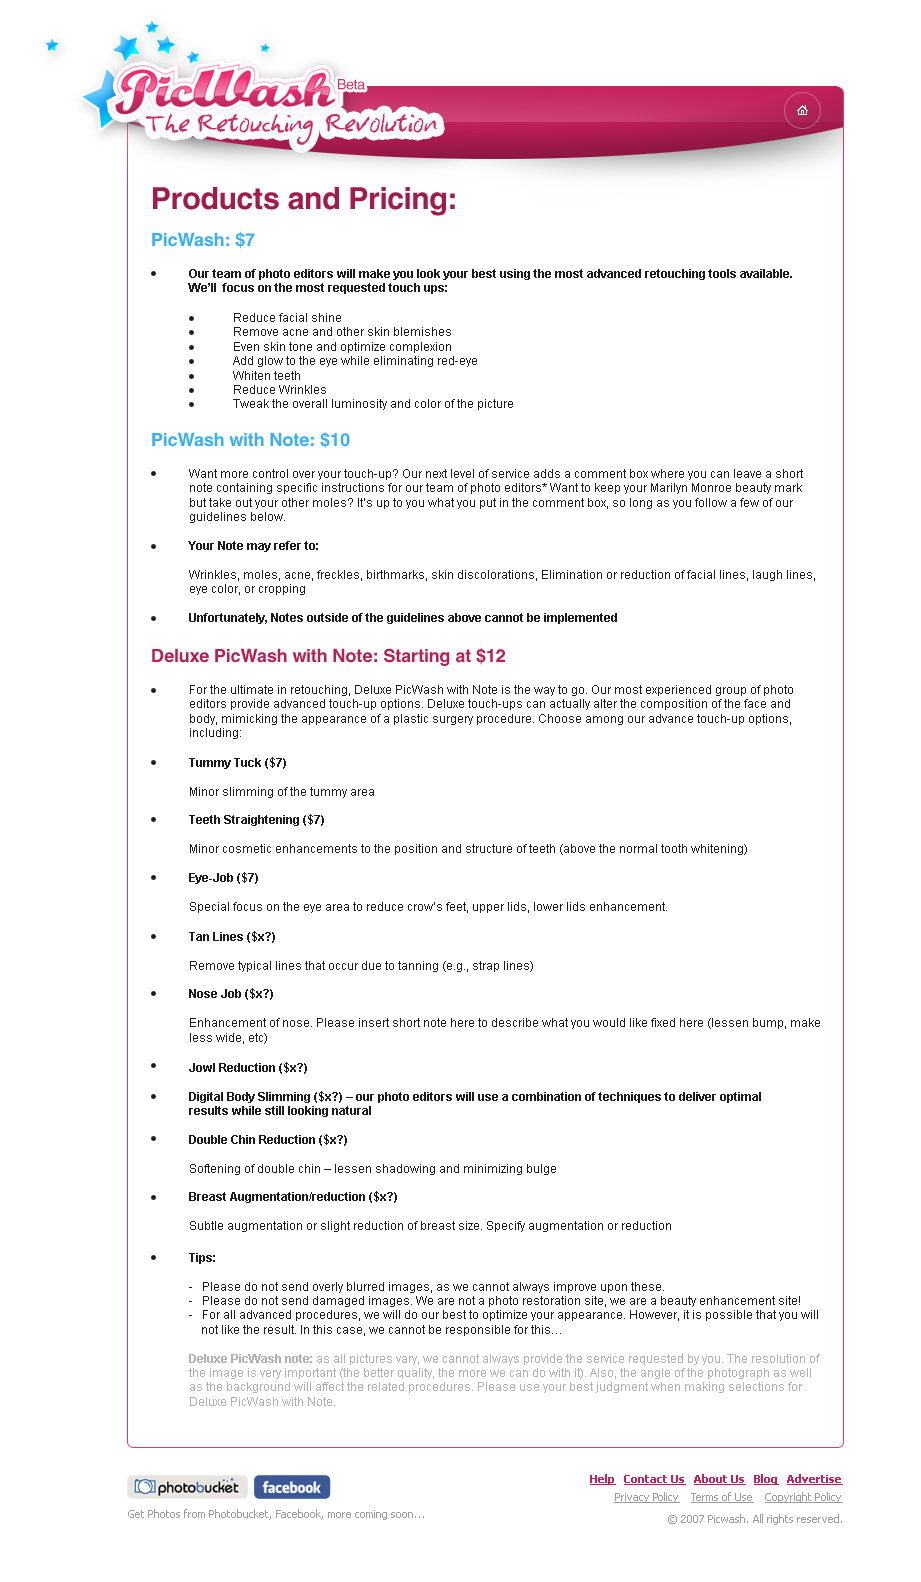 PicWash Beta
The Retouching Revolution
Products and Pricing:
PicWash: $7
• Our team of photo editors will make you look your best using the most advanced retouching tools available.
We'll focus on the most requested touch ups:
• Reduce facial shine
• Remove acne and other skin blemishes
• Even skin tone and optimize complexion
• Add glow to the eye while eliminating red-eye
• Whiten teeth
• Reduce Wrinkles
• Tweak the overall luminosity and color of the picture
PicWash with Note: $10
• Want more control over your touch-up? Our next level of service adds a comment box where you can leave a short
note containing specific instructions for our team of photo editors* Want to keep your Marilyn Monroe beauty mark
but take out your other moles? It's up to you what you put in the comment box, so long as you follow a few of our
guidelines below.
• Your Note may refer to:
Wrinkles, moles, acne, freckles, birthmarks, skin discolorations, Elimination or reduction of facial lines, laugh lines,
eye color, or cropping
• Unfortunately, Notes outside of the guidelines above cannot be implemented
Deluxe PicWash with Note: Starting at $12
• For the ultimate in retouching, Deluxe PicWash with Note is the way to go. Our most experienced group of photo
editors provide advanced touch-up options. Deluxe touch-ups can actually alter the composition of the face and
body, mimicking the appearance of a plastic surgery procedure. Choose among our advance touch-up options,
including:
• Tummy Tuck ($7)
Minor slimming of the tummy area
• Teeth Straightening ($7)
Minor cosmetic enhancements to the position and structure of teeth (above the normal tooth whitening)
• Eye-Job ($7)
Special focus on the eye area to reduce crow's feet, upper lids, lower lids enhancement.
• Tan Lines ($x?)
Remove typical lines that occur due to tanning (e.g., strap lines)
• Nose Job ($x?)
Enhancement of nose. Please insert short note here to describe what you would like fixed here (lessen bump, make
less wide, etc)
• Jowl Reduction ($x?)
• Digital Body Slimming ($x?) – our photo editors will use a combination of techniques to deliver optimal
results while still looking natural
• Double Chin Reduction ($x?)
Softening of double chin – lessen shadowing and minimizing bulge
• Breast Augmentation/reduction ($x?)
Subtle augmentation or slight reduction of breast size. Specify augmentation or reduction
• Tips:
- Please do not send overly blurred images, as we cannot always improve upon these.
- Please do not send damaged images. We are not a photo restoration site, we are a beauty enhancement site!
- For all advanced procedures, we will do our best to optimize your appearance. However, it is possible that you will
not like the result. In this case, we cannot be responsible for this...
Deluxe PicWash note: as all pictures vary, we cannot always provide the service requested by you. The resolution of
the image is very important (the better quality, the more we can do with it). Also, the angle of the photograph as well
as the background will affect the related procedures. Please use your best judgment when making selections for
Deluxe PicWash with Note.
photobucket facebook
Get Photos from Photobucket, Facebook, more coming soon...
Help Contact Us About Us Blog Advertise
Privacy Policy Terms of Use Copyright Policy
© 2007 Picwash. All rights reserved.